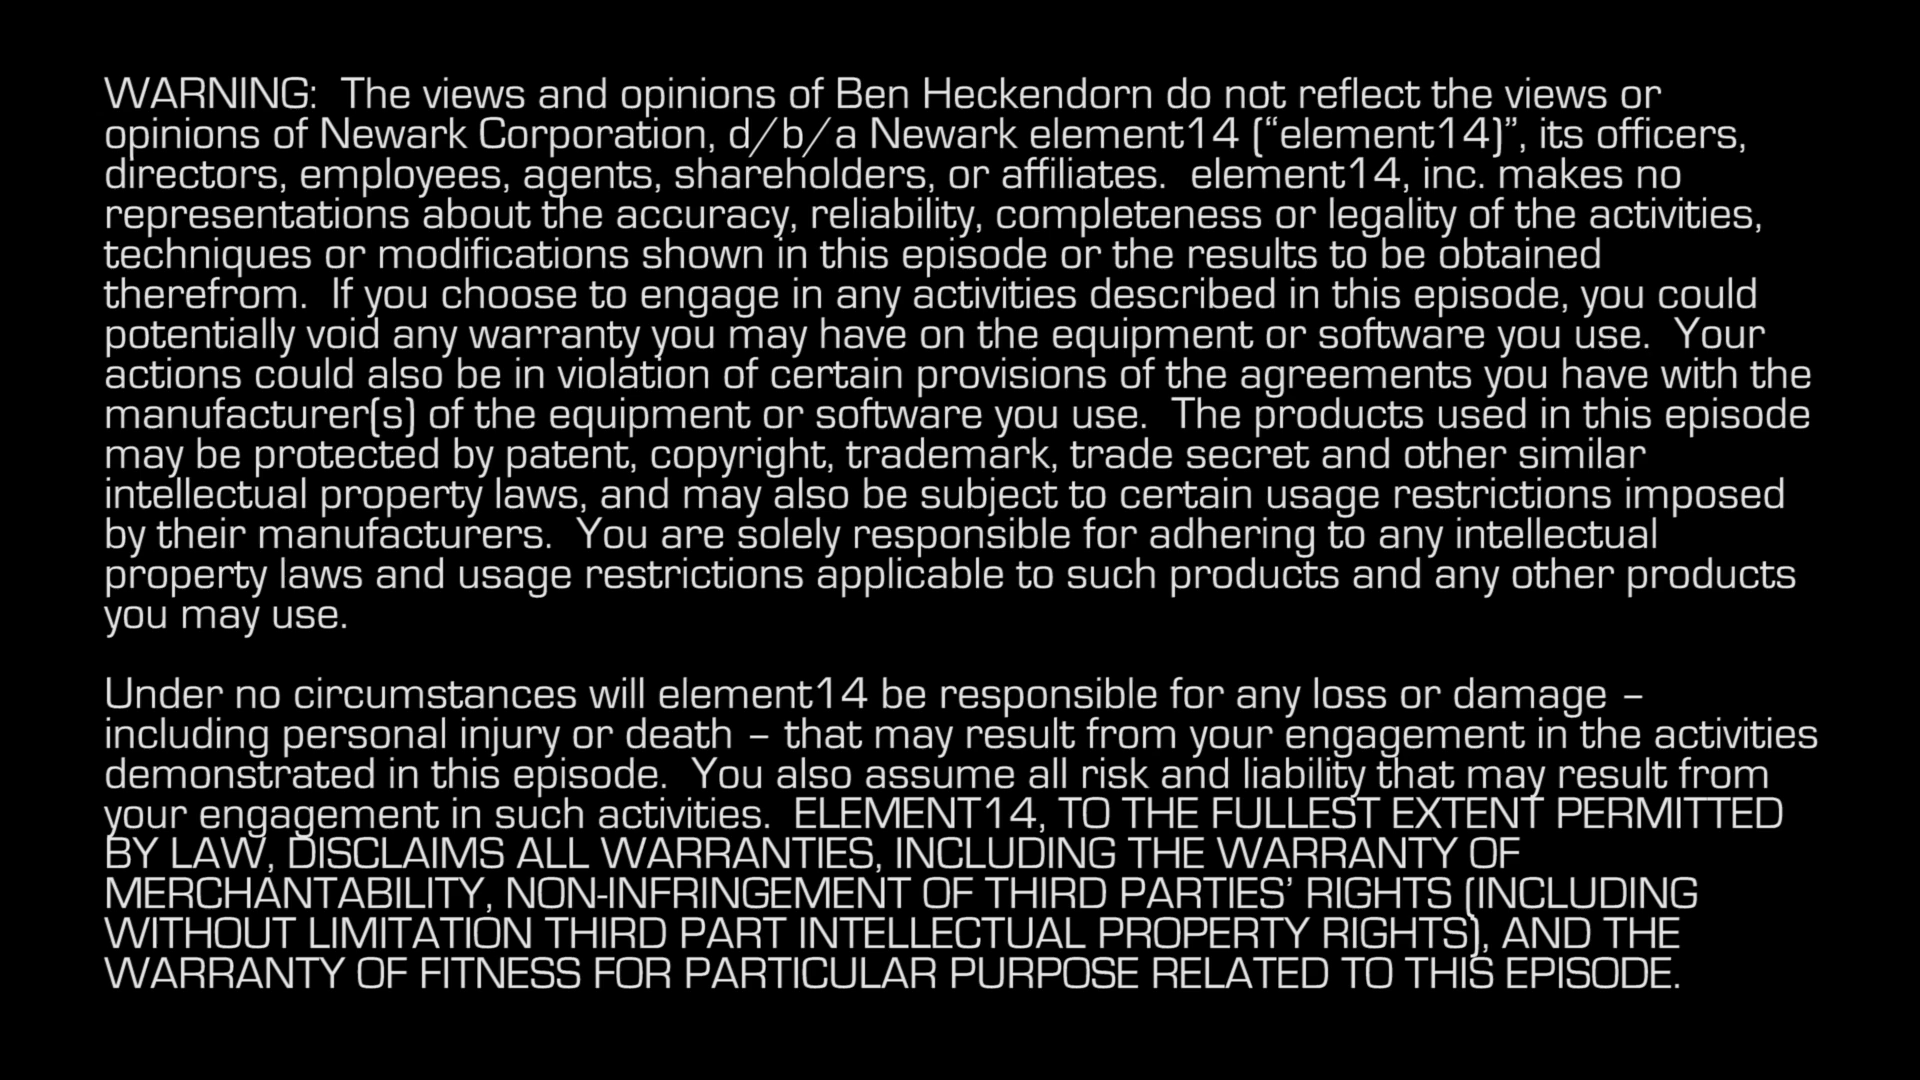 WARNING:  The views and opinions of Ben Heckendorn do not reflect the views or
opinions of Newark Corporation, d/b/a Newark element14 (“element14)”, its officers,
directors, employees, agents, shareholders, or affiliates.  element14, inc. makes no
representations about the accuracy, reliability, completeness or legality of the activities,
techniques or modifications shown in this episode or the results to be obtained
therefrom.  If you choose to engage in any activities described in this episode, you could
potentially void any warranty you may have on the equipment or software you use.  Your
actions could also be in violation of certain provisions of the agreements you have with the
manufacturer(s) of the equipment or software you use.  The products used in this episode
may be protected by patent, copyright, trademark, trade secret and other similar
intellectual property laws, and may also be subject to certain usage restrictions imposed
by their manufacturers.  You are solely responsible for adhering to any intellectual
property laws and usage restrictions applicable to such products and any other products
you may use.

Under no circumstances will element14 be responsible for any loss or damage –
including personal injury or death – that may result from your engagement in the activities
demonstrated in this episode.  You also assume all risk and liability that may result from
your engagement in such activities.  ELEMENT14, TO THE FULLEST EXTENT PERMITTED
BY LAW, DISCLAIMS ALL WARRANTIES, INCLUDING THE WARRANTY OF
MERCHANTABILITY, NON-INFRINGEMENT OF THIRD PARTIES’ RIGHTS (INCLUDING
WITHOUT LIMITATION THIRD PART INTELLECTUAL PROPERTY RIGHTS), AND THE
WARRANTY OF FITNESS FOR PARTICULAR PURPOSE RELATED TO THIS EPISODE.